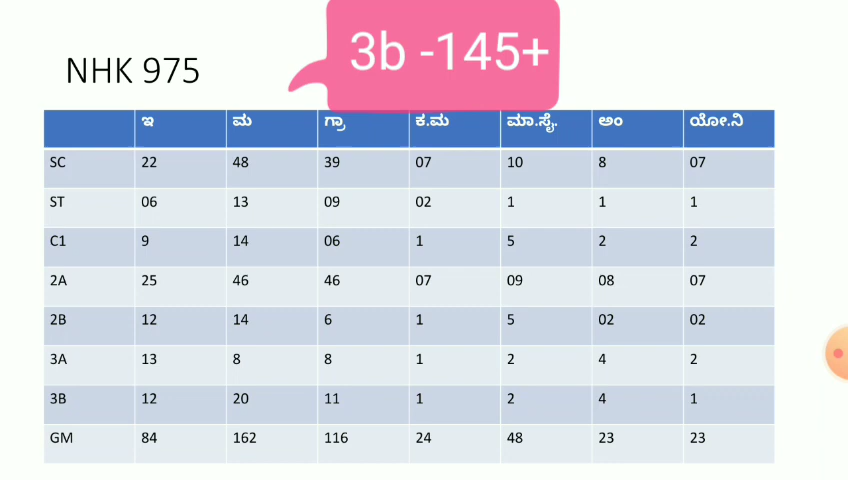 3b -145+
NHK 975
ಇ ಮ ಗ್ರಾ ಕ.ಮ ಮಾ.ಸೈ. ಅಂ ಯೋ.ನಿ
SC 22 48 39 07 10 8 07
ST 06 13 09 02 1 1 1
C1 9 14 06 1 5 2 2
2A 25 46 46 07 09 08 07
2B 12 14 6 1 5 02 02
3A 13 8 8 1 2 4 2
3B 12 20 11 1 2 4 1
GM 84 162 116 24 48 23 23